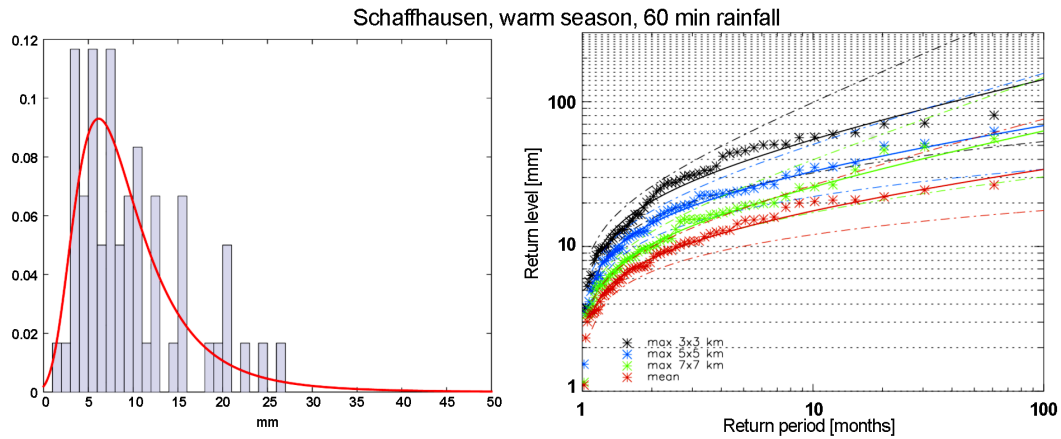 Schaffhausen, warm season, 60 min rainfall
0.12
0.1
0.08
0.06
0.04
0.02
0
0 5 10 15 20 25 30 35 40 45 50
mm
Return level [mm]
100
10
1
max 3x3 km
max 5x5 km
max 7x7 km
mean
1 10 100
Return period [months]